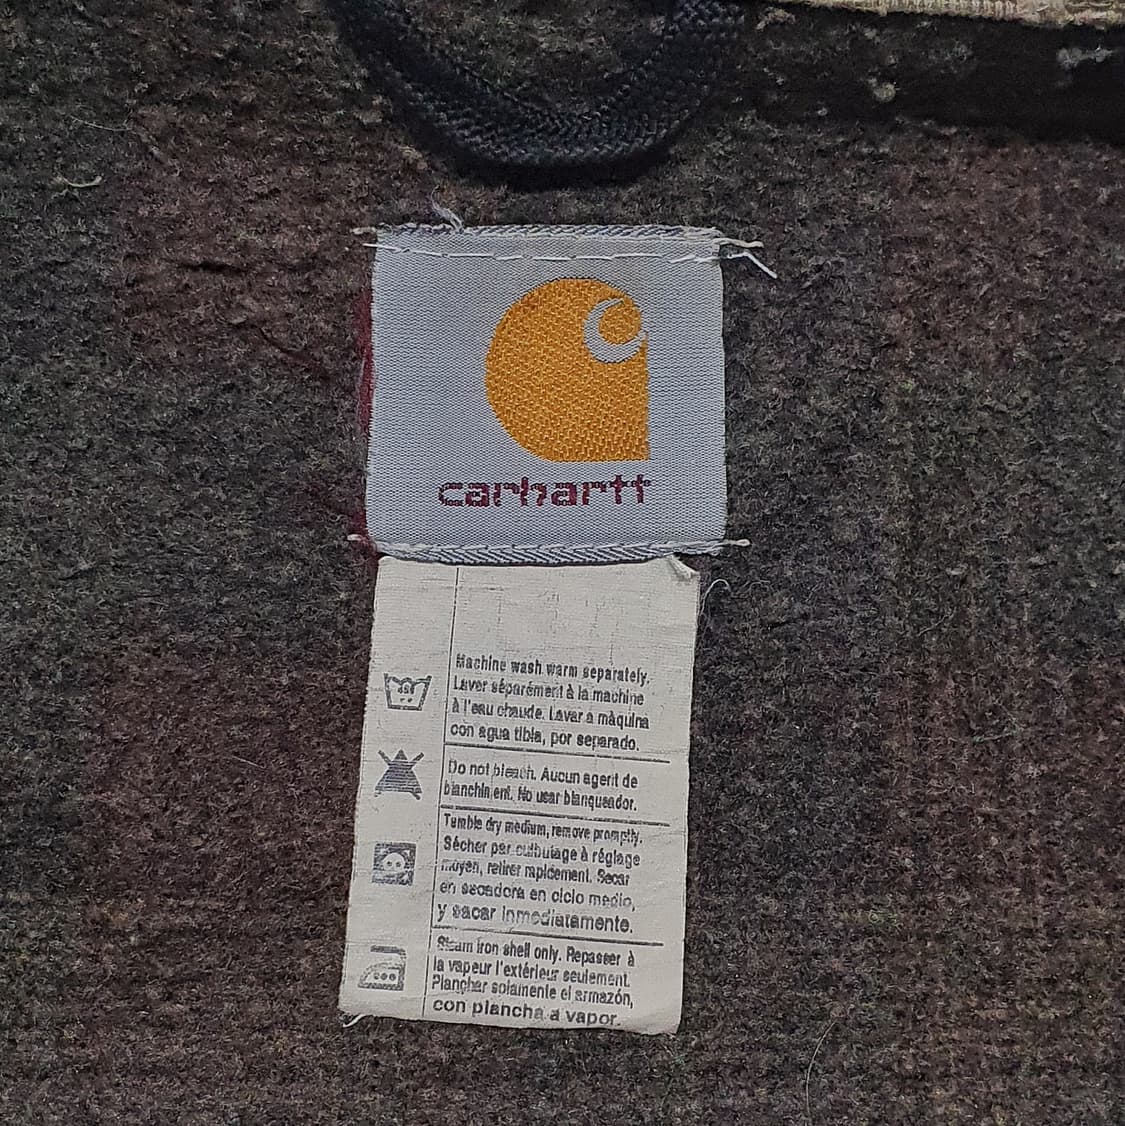 carhartt
Machine wash warm separately.
Laver séparément à la machine
à l'eau chaude. Lavar a màquina
con agua tibia, por separado.
Do not bleach. Aucun agent de
blanchiment. No usar blanqueador.
Tumble dry medium, remove promptly.
Sécher par culbutage à réglage
moyen, retirer rapidement. Secar
en secadora en ciclo medio,
y sacar inmediatamente.
Steam iron shell only. Repasser à
la vapeur l'extérieur seulement.
Planchar solamente el armazón,
con plancha a vapor.